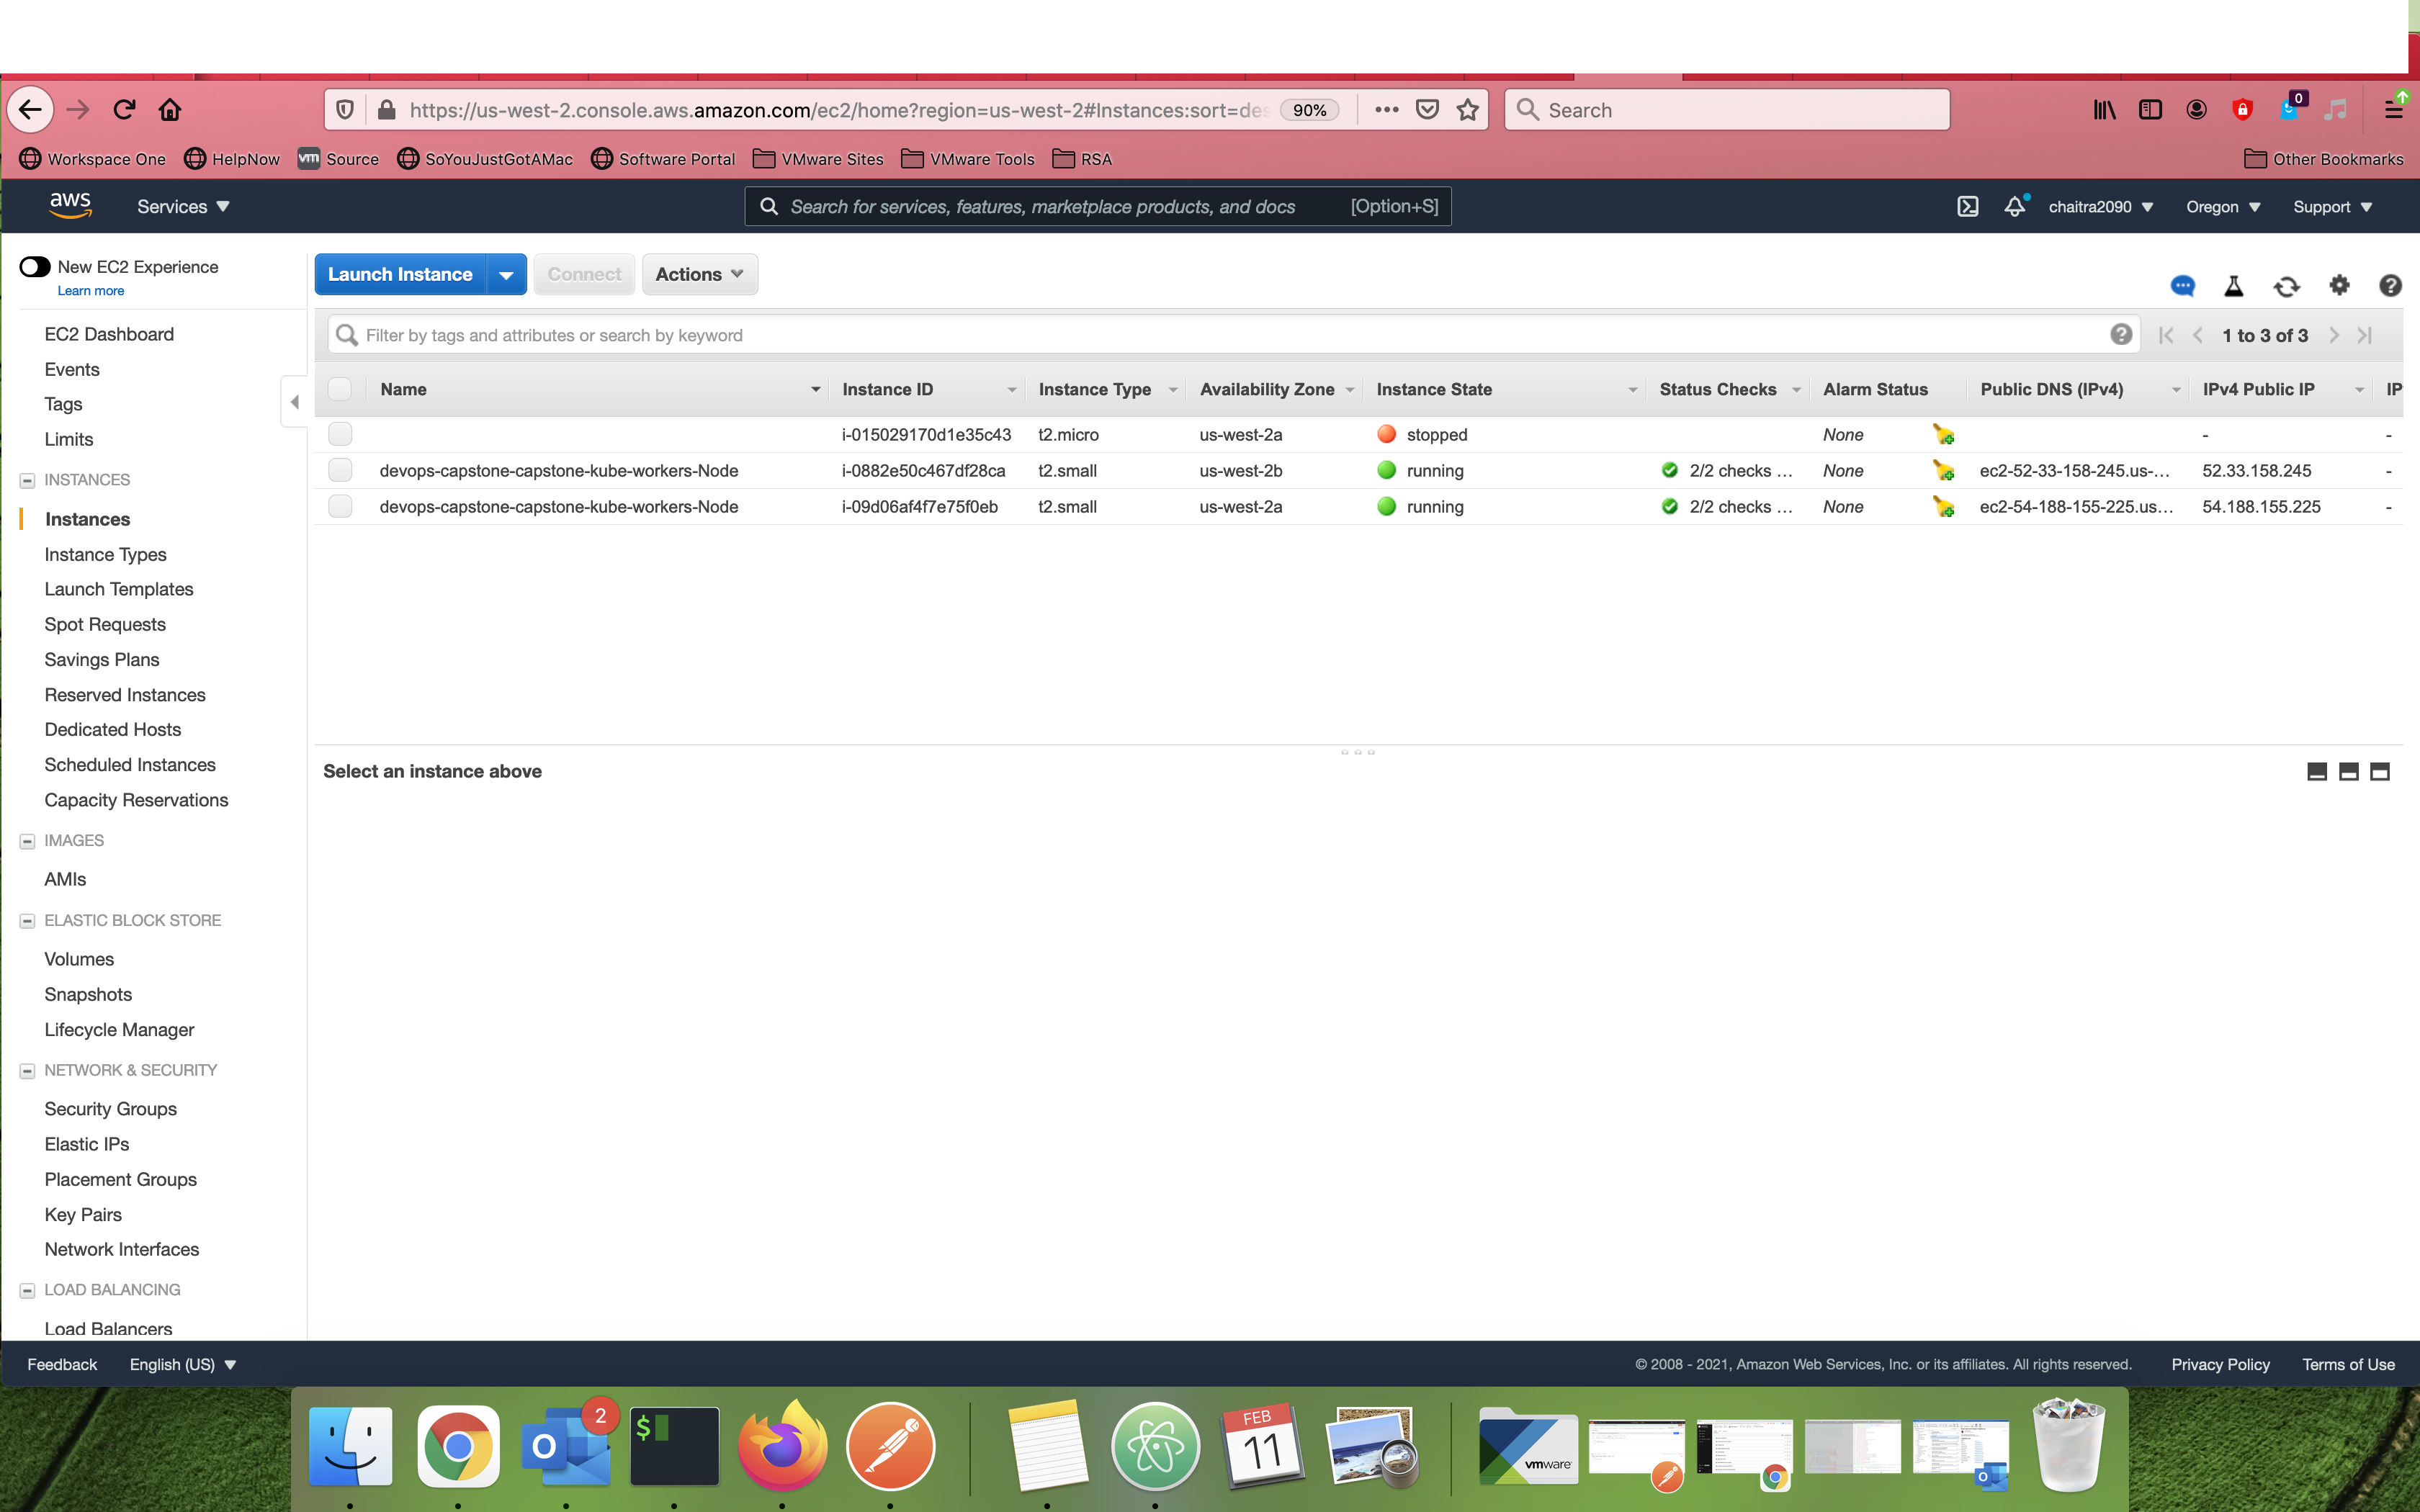 https://us-west-2.console.aws.amazon.com/ec2/home?region=us-west-2#Instances:sort=des 90% Search 0
Workspace One HelpNow vm Source SoYouJustGotAMac Software Portal VMware Sites VMware Tools RSA Other Bookmarks
aws Services Search for services, features, marketplace products, and docs [Option+S] chaitra2090 Oregon Support
New EC2 Experience
Learn more
EC2 Dashboard
Events
Tags
Limits
INSTANCES
Instances
Instance Types
Launch Templates
Spot Requests
Savings Plans
Reserved Instances
Dedicated Hosts
Scheduled Instances
Capacity Reservations
IMAGES
AMIs
ELASTIC BLOCK STORE
Volumes
Snapshots
Lifecycle Manager
NETWORK & SECURITY
Security Groups
Elastic IPs
Placement Groups
Key Pairs
Network Interfaces
LOAD BALANCING
Load Balancers
Launch Instance Connect Actions
Filter by tags and attributes or search by keyword 1 to 3 of 3
Name Instance ID Instance Type Availability Zone Instance State Status Checks Alarm Status Public DNS (IPv4) IPv4 Public IP IP
i-015029170d1e35c43 t2.micro us-west-2a stopped None - -
devops-capstone-capstone-kube-workers-Node i-0882e50c467df28ca t2.small us-west-2b running 2/2 checks ... None ec2-52-33-158-245.us-... 52.33.158.245 -
devops-capstone-capstone-kube-workers-Node i-09d06af4f7e75f0eb t2.small us-west-2a running 2/2 checks ... None ec2-54-188-155-225.us... 54.188.155.225 -
Select an instance above
Feedback English (US) © 2008 - 2021, Amazon Web Services, Inc. or its affiliates. All rights reserved. Privacy Policy Terms of Use
2 $ FEB
O 11 vmware